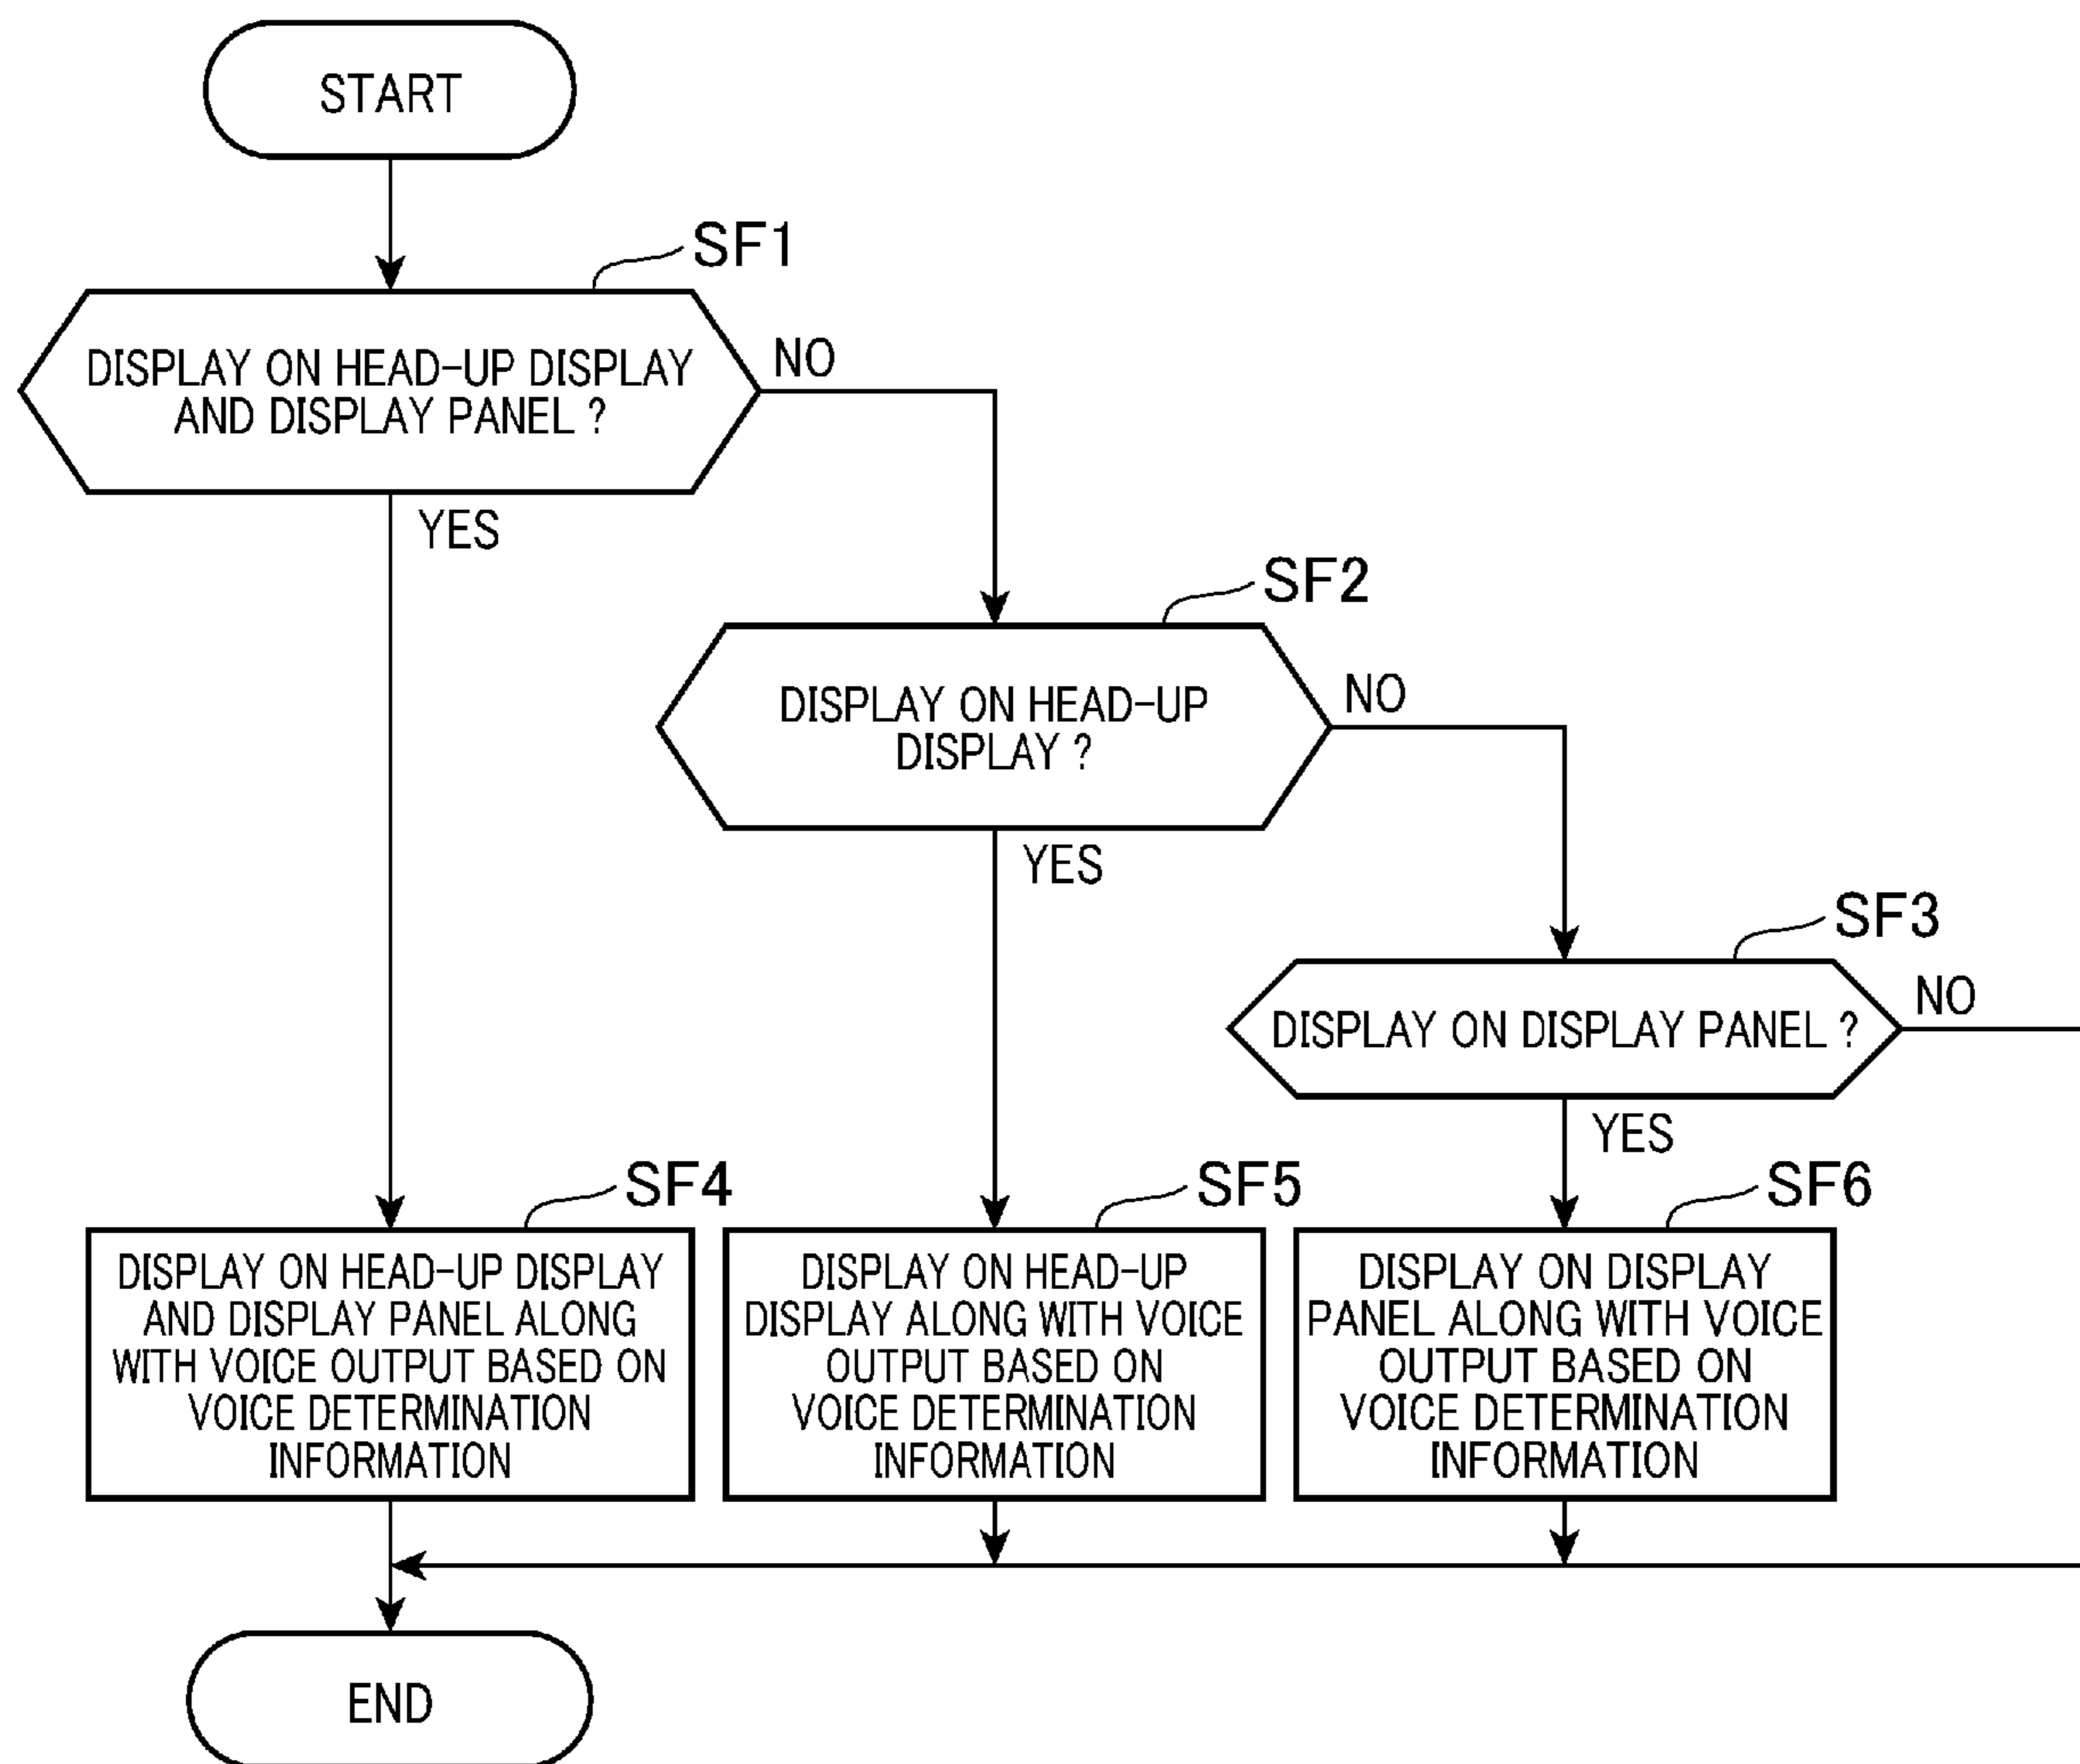 START
SF1
DISPLAY ON HEAD-UP DISPLAY
AND DISPLAY PANEL ?
NO
YES
SF2
DISPLAY ON HEAD-UP
DISPLAY ?
NO
YES
SF3
DISPLAY ON DISPLAY PANEL ?
NO
YES
SF4
DISPLAY ON HEAD-UP DISPLAY
AND DISPLAY PANEL ALONG
WITH VOICE OUTPUT BASED ON
VOICE DETERMINATION
INFORMATION
SF5
DISPLAY ON HEAD-UP
DISPLAY ALONG WITH VOICE
OUTPUT BASED ON
VOICE DETERMINATION
INFORMATION
SF6
DISPLAY ON DISPLAY
PANEL ALONG WITH VOICE
OUTPUT BASED ON
VOICE DETERMINATION
INFORMATION
END